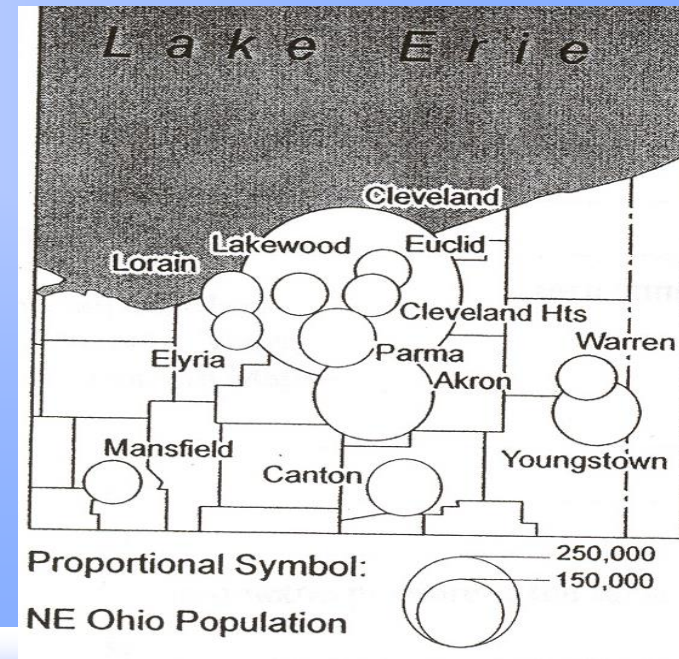 Lake Erie
Cleveland
Lakewood
Euclid
Lorain
Cleveland Hts
Elyria
Parma
Warren
Akron
Mansfield
Canton
Youngstown
Proportional Symbol:
250,000
150,000
NE Ohio Population